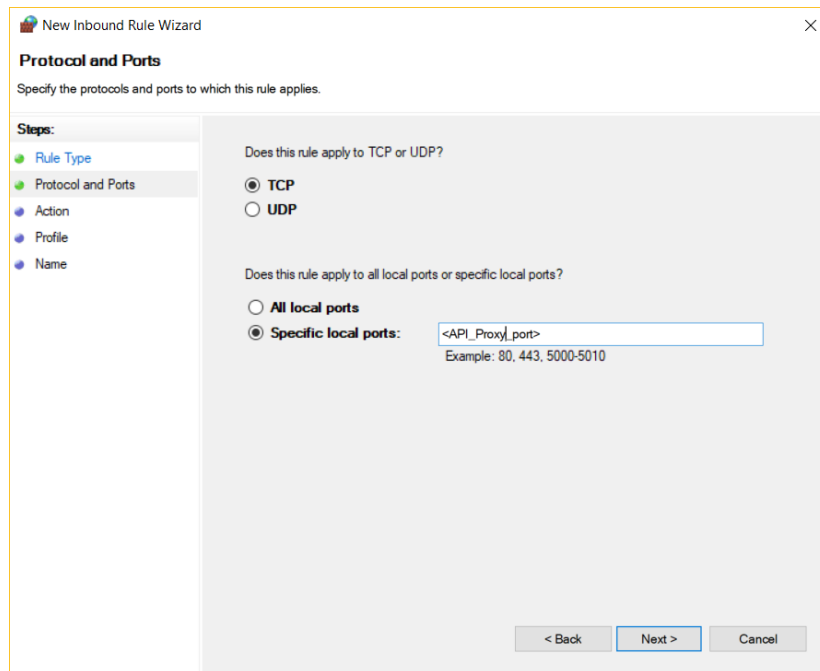 New Inbound Rule Wizard
Protocol and Ports
Specify the protocols and ports to which this rule applies.
Steps:
Rule Type
Protocol and Ports
Action
Profile
Name
Does this rule apply to TCP or UDP?
TCP
UDP
Does this rule apply to all local ports or specific local ports?
All local ports
Specific local ports: <API_Proxy_port>
Example: 80, 443, 5000-5010
< Back Next > Cancel